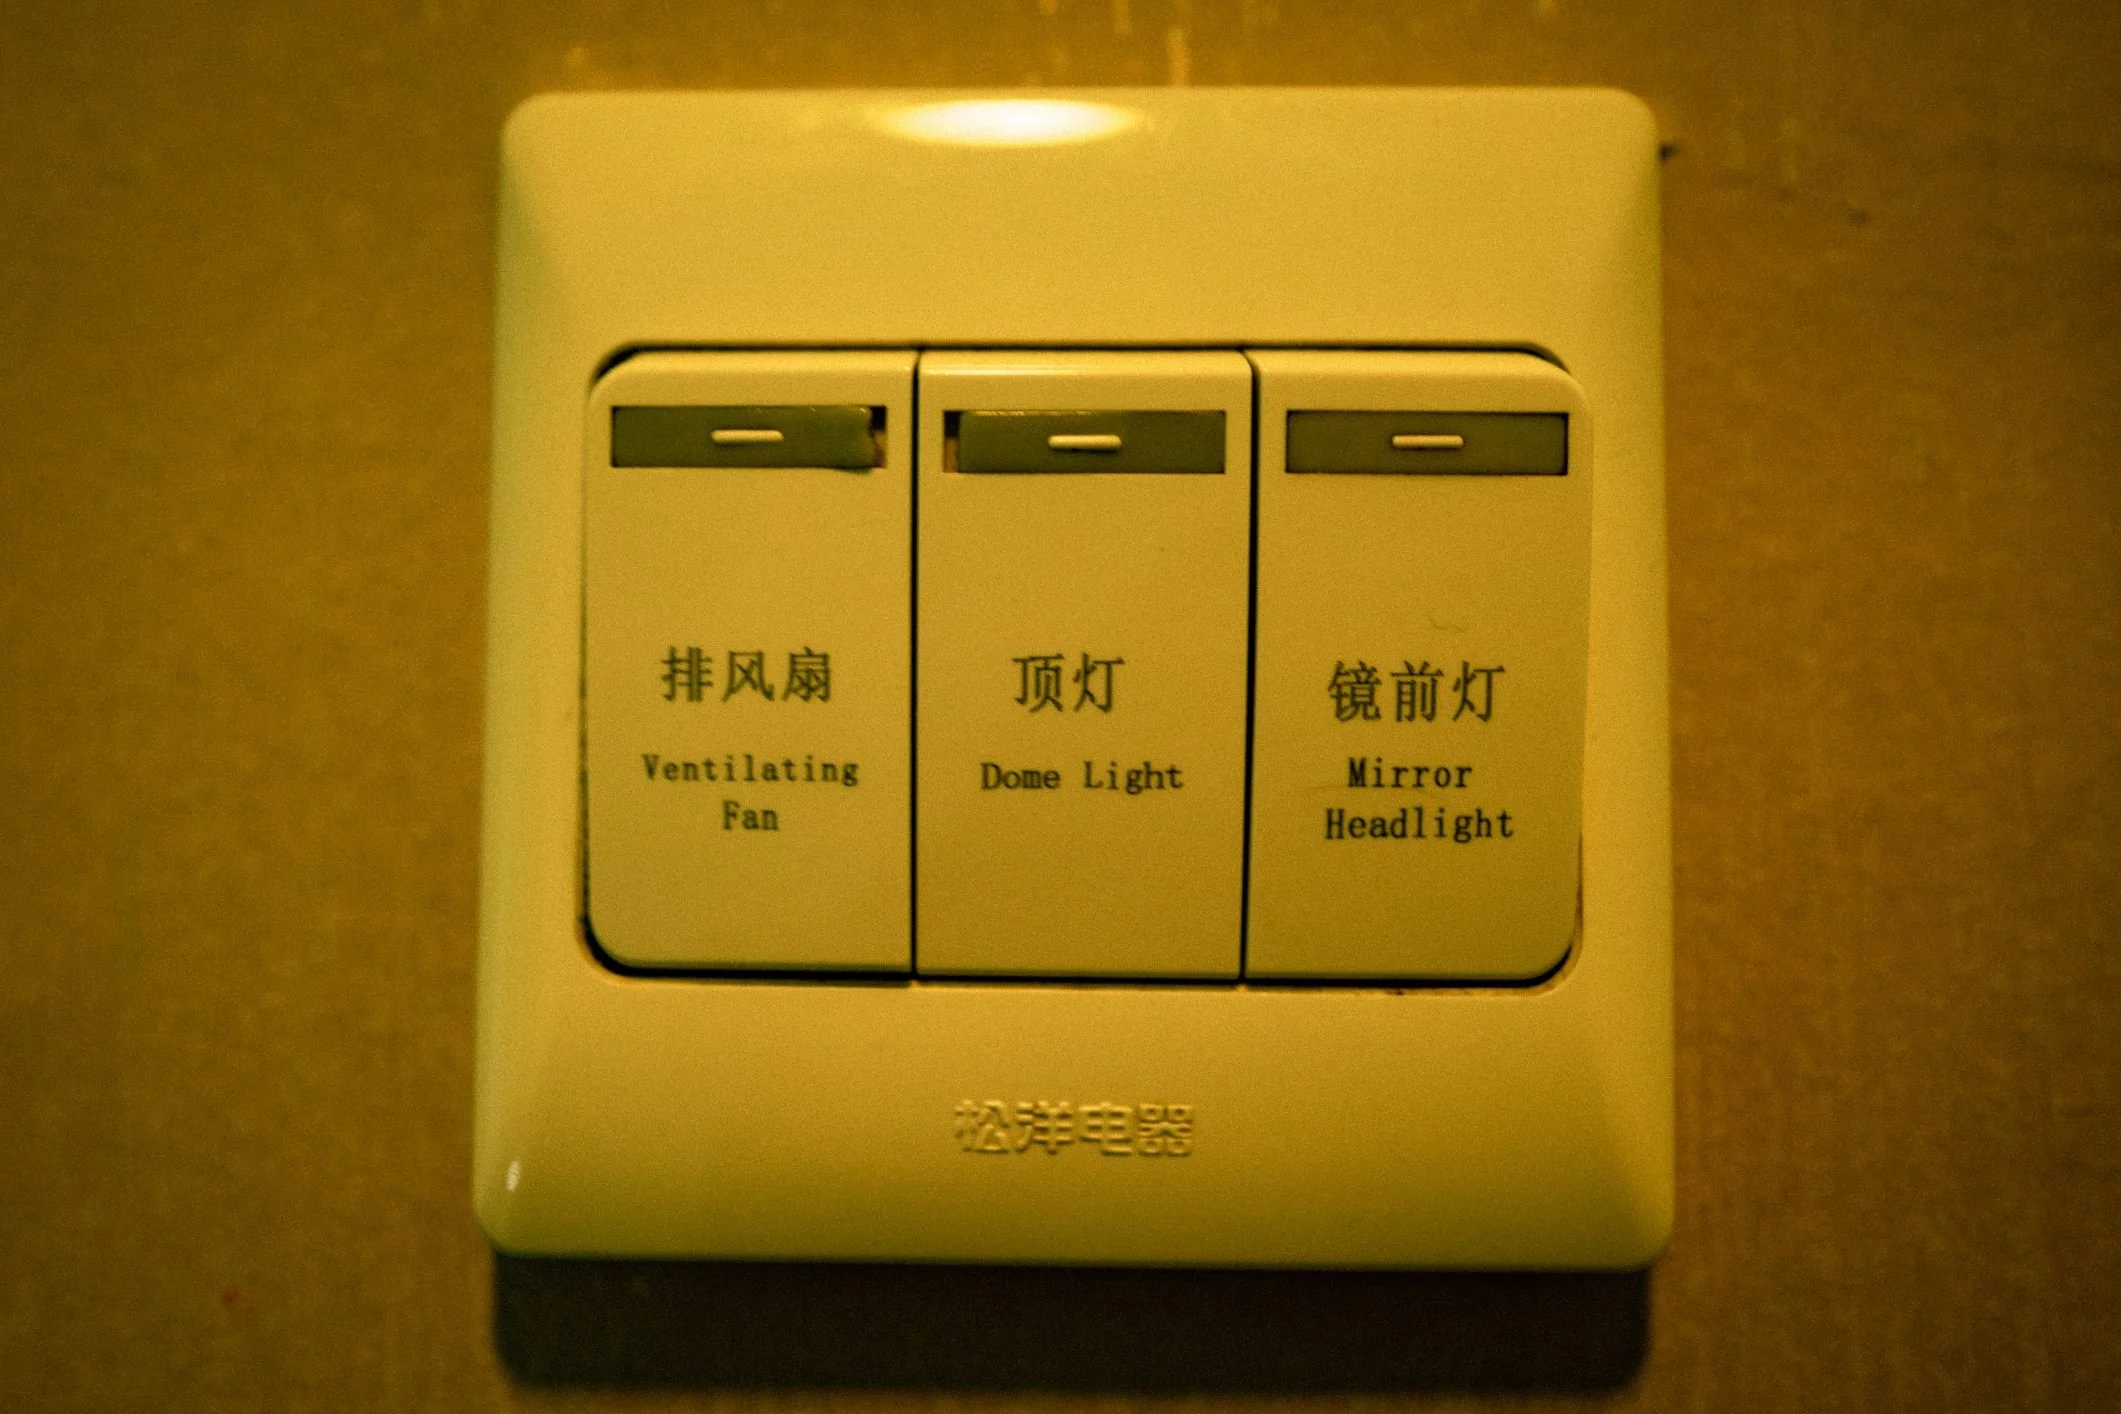 排风扇
Ventilating
Fan
顶灯
Dome Light
镜前灯
Mirror
Headlight
松洋电器